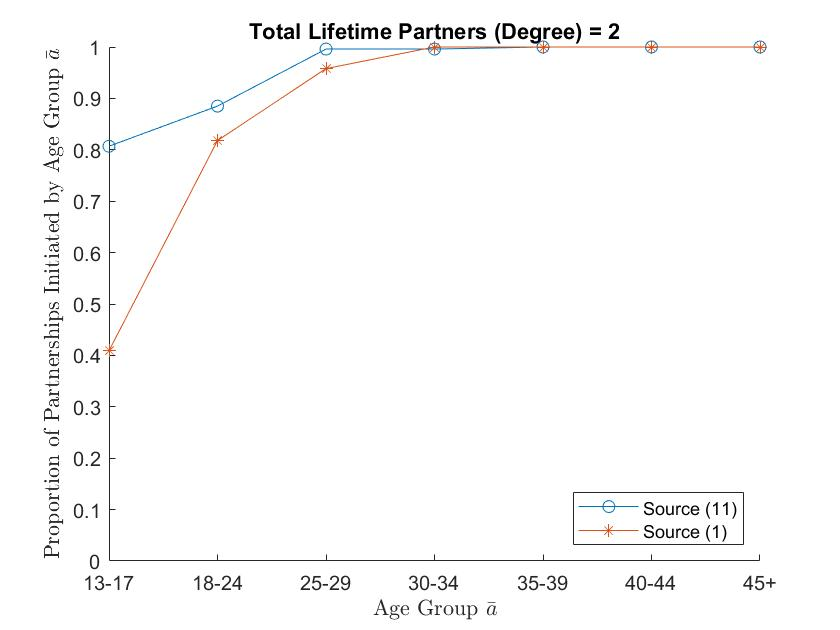 Total Lifetime Partners (Degree) = 2
Proportion of Partnerships Initiated by Age Group ā
1
0.9
0.8
0.7
0.6
0.5
0.4
0.3
0.2
0.1
0
13-17 18-24 25-29 30-34 35-39 40-44 45+
Age Group ā
Source (11)
Source (1)